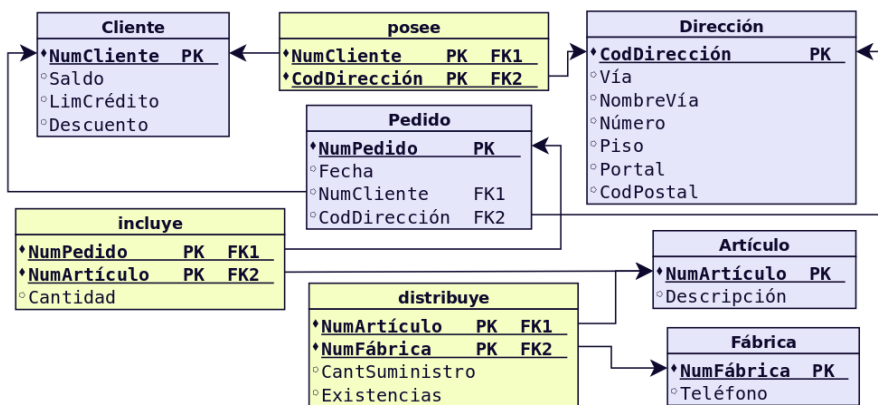 Cliente
NumCliente PK
Saldo
LimCrédito
Descuento
posee
NumCliente PK FK1
CodDirección PK FK2
Dirección
CodDirección PK
Vía
NombreVía
Número
Piso
Portal
CodPostal
Pedido
NumPedido PK
Fecha
NumCliente FK1
CodDirección FK2
incluye
NumPedido PK FK1
NumArtículo PK FK2
Cantidad
Artículo
NumArtículo PK
Descripción
distribuye
NumArtículo PK FK1
NumFábrica PK FK2
CantSuministro
Existencias
Fábrica
NumFábrica PK
Teléfono